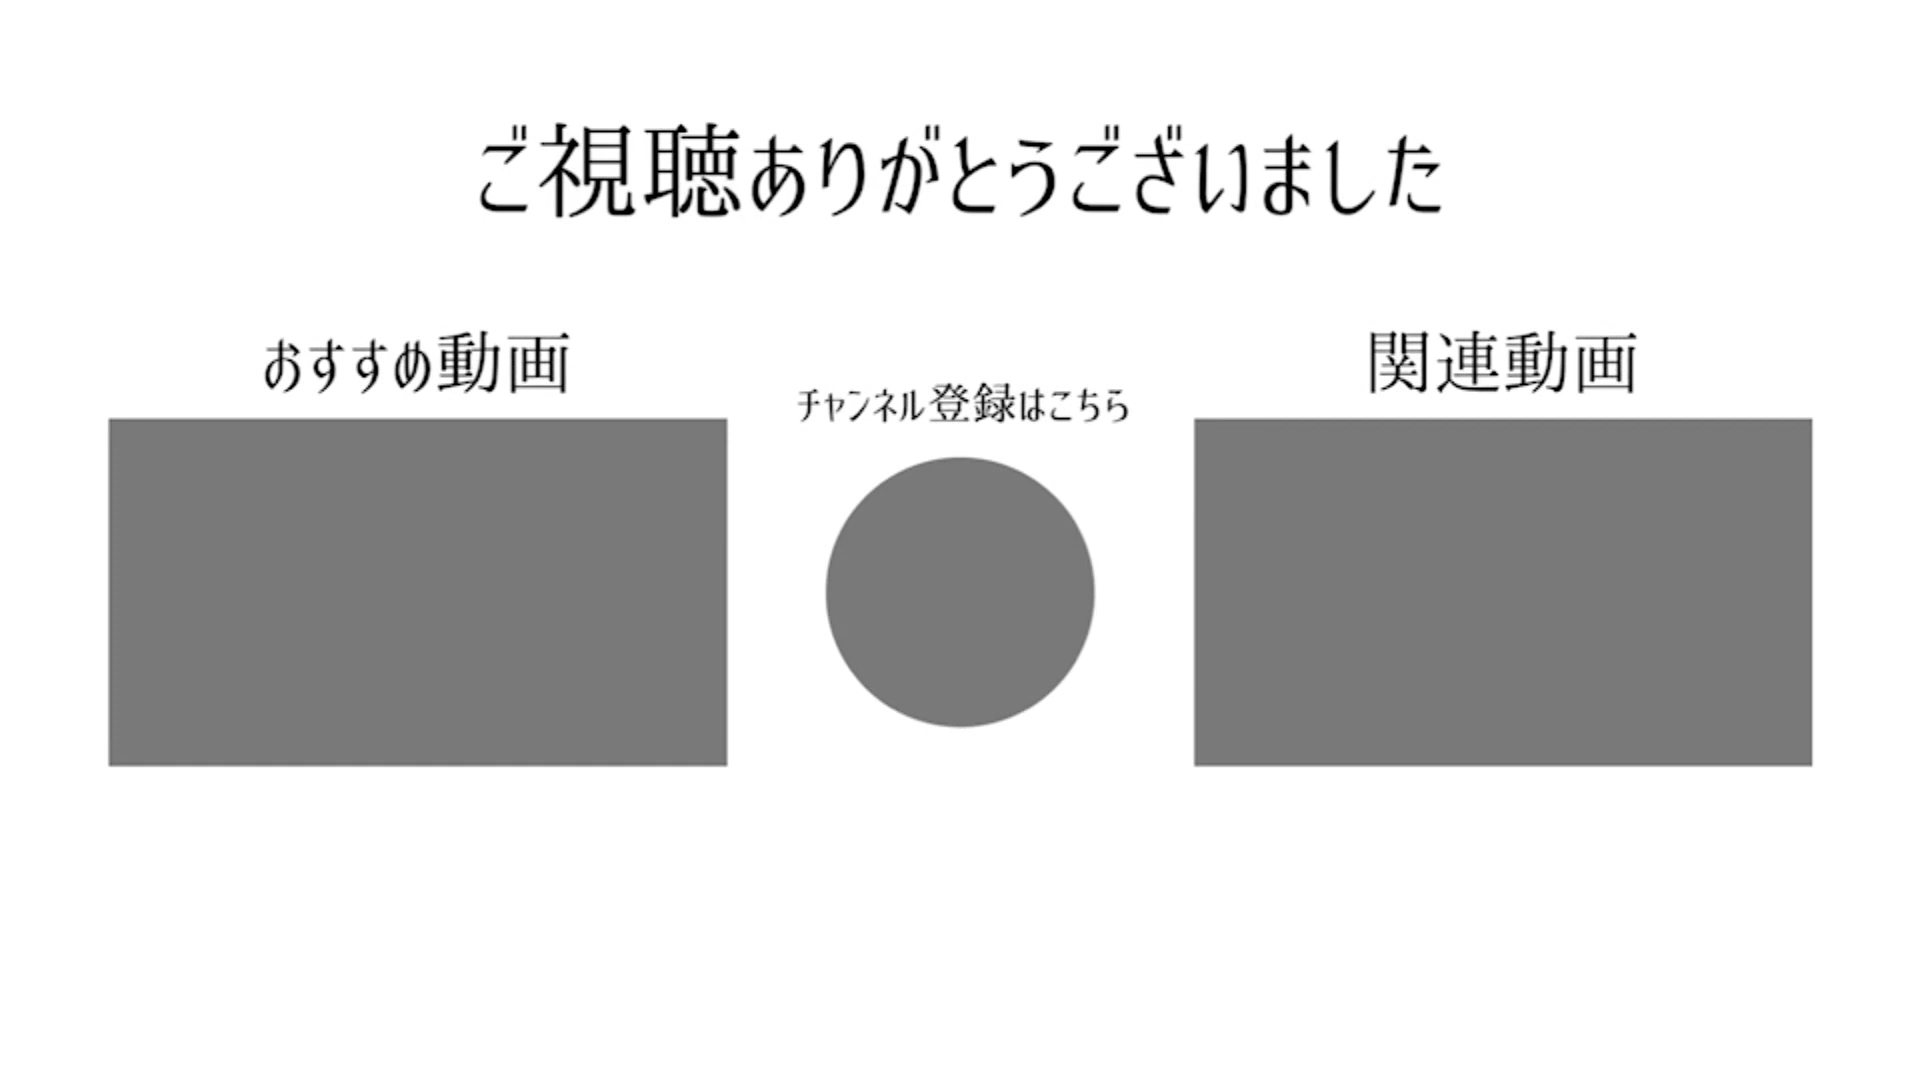 ご視聴ありがとうございました
おすすめ動画
チャンネル登録はこちら
関連動画